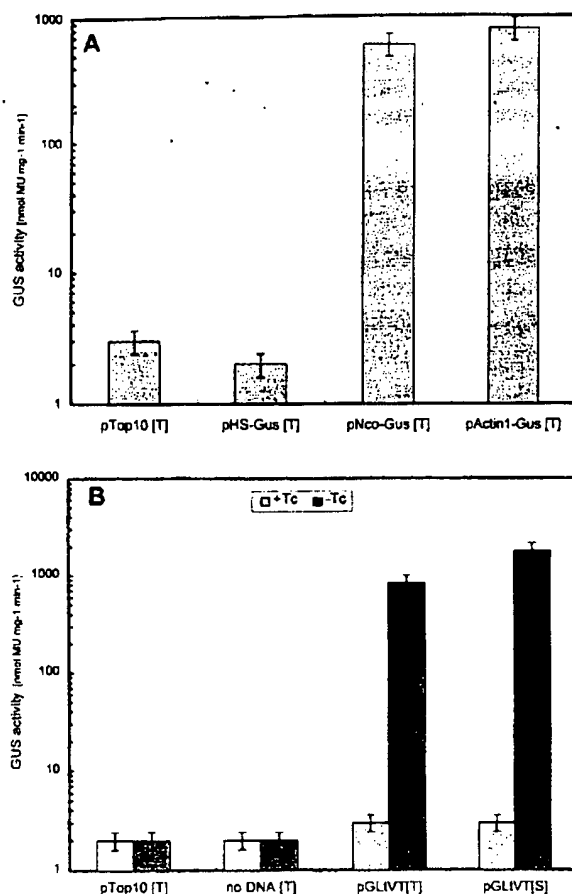 A
1000
100
10
1
GUS activity [nmol MU mg-1 min-1]
pTop10 [T] pHS-Gus [T] pNco-Gus [T] pActin1-Gus [T]
B
+Tc -Tc
10000
1000
100
10
1
GUS activity [nmol MU mg-1 min-1]
pTop10 [T] no DNA [T] pGLtVT[T] pGLtVT[S]